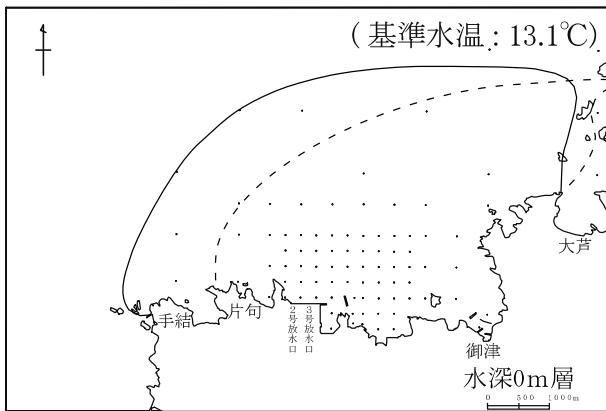 (基準水温：13.1℃)
大芦
手結
片句
2号放水口
3号放水口
御津
水深0m層
0 500 1000m